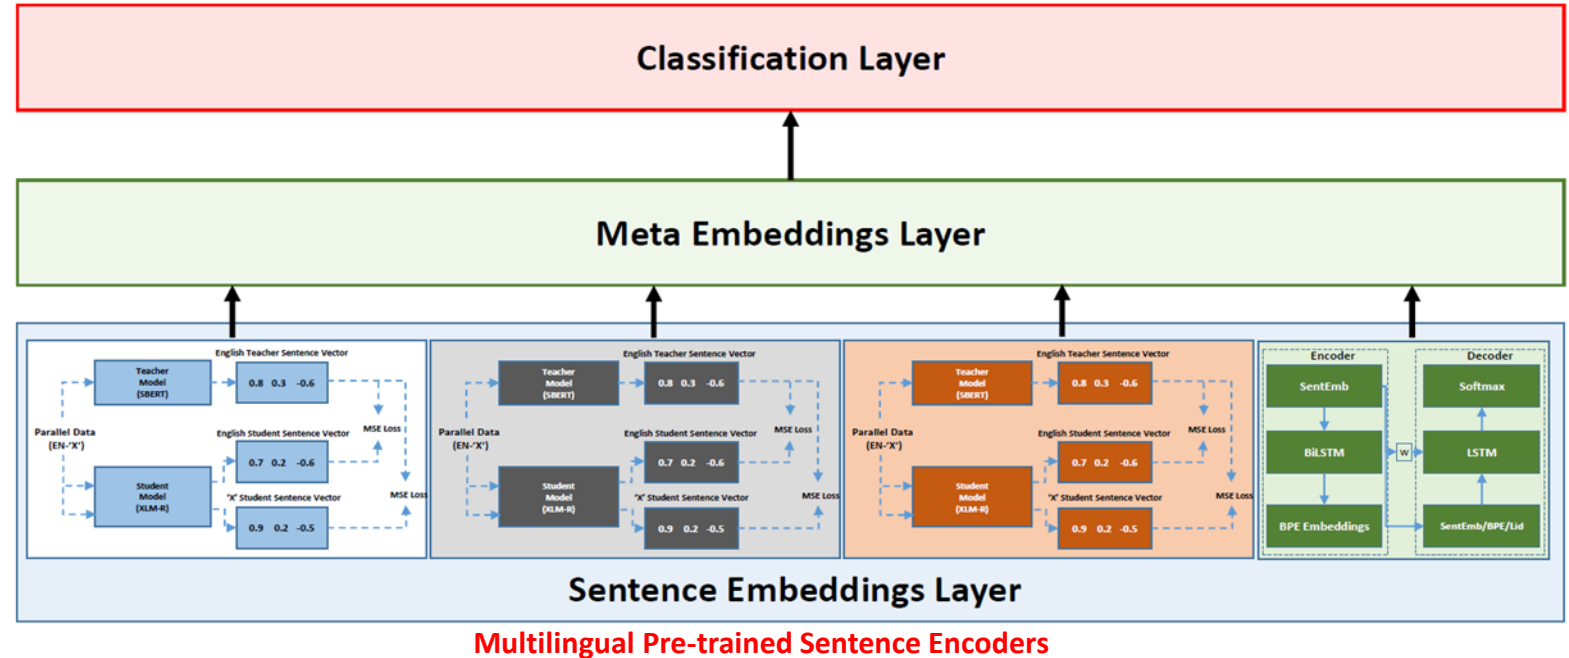 Classification Layer
Meta Embeddings Layer
English Teacher Sentence Vector
Teacher
Model
(SBERT)
0.8 0.3 -0.6
Parallel Data
(EN-'X')
MSE Loss
English Student Sentence Vector
0.7 0.2 -0.6
Student
Model
(XLM-R)
'X' Student Sentence Vector
MSE Loss
0.9 0.2 -0.5
English Teacher Sentence Vector
Teacher
Model
(SBERT)
0.8 0.3 -0.6
Parallel Data
(EN-'X')
MSE Loss
English Student Sentence Vector
0.7 0.2 -0.6
Student
Model
(XLM-R)
'X' Student Sentence Vector
MSE Loss
0.9 0.2 -0.5
English Teacher Sentence Vector
Teacher
Model
(SBERT)
0.8 0.3 -0.6
Parallel Data
(EN-'X')
MSE Loss
English Student Sentence Vector
0.7 0.2 -0.6
Student
Model
(XLM-R)
'X' Student Sentence Vector
MSE Loss
0.9 0.2 -0.5
Encoder
SentEmb
BiLSTM
BPE Embeddings
W
Decoder
Softmax
LSTM
SentEmb/BPE/Lid
Sentence Embeddings Layer
Multilingual Pre-trained Sentence Encoders